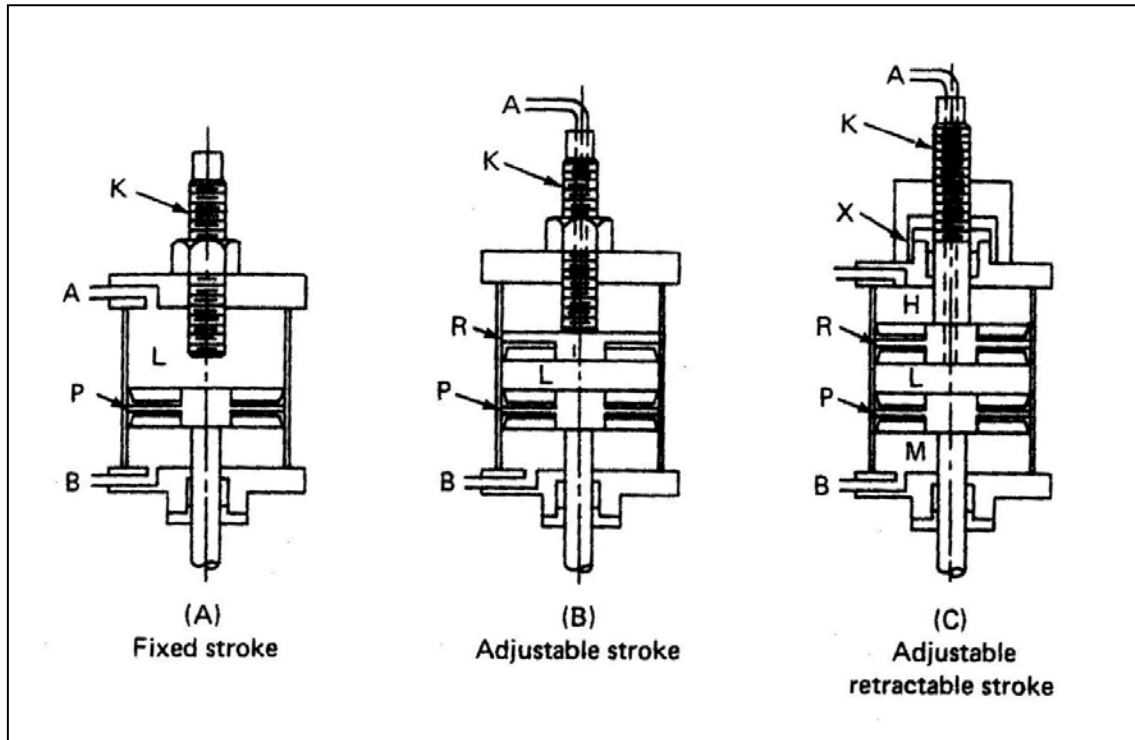 A
K
A
L
P
B
(A)
Fixed stroke
A
K
R
L
P
B
(B)
Adjustable stroke
A
K
X
H
R
L
P
M
B
(C)
Adjustable
retractable stroke